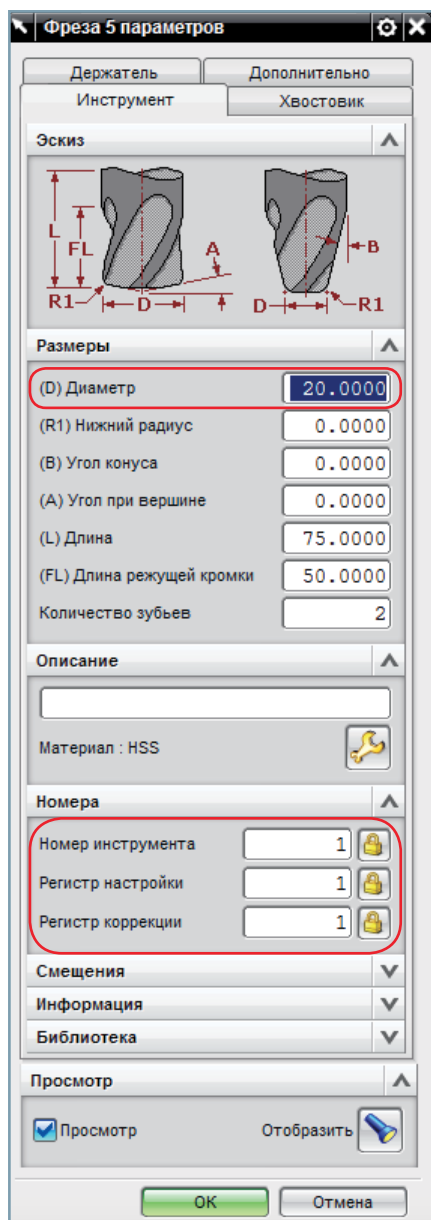 Фреза 5 параметров
Держатель Дополнительно
Инструмент Хвостовик
Эскиз
L
FL
A
B
R1 D D R1
Размеры
(D) Диаметр 20.0000
(R1) Нижний радиус 0.0000
(B) Угол конуса 0.0000
(A) Угол при вершине 0.0000
(L) Длина 75.0000
(FL) Длина режущей кромки 50.0000
Количество зубьев 2
Описание
Материал : HSS
Номера
Номер инструмента 1
Регистр настройки 1
Регистр коррекции 1
Смещения
Информация
Библиотека
Просмотр
Просмотр Отобразить
ОК Отмена